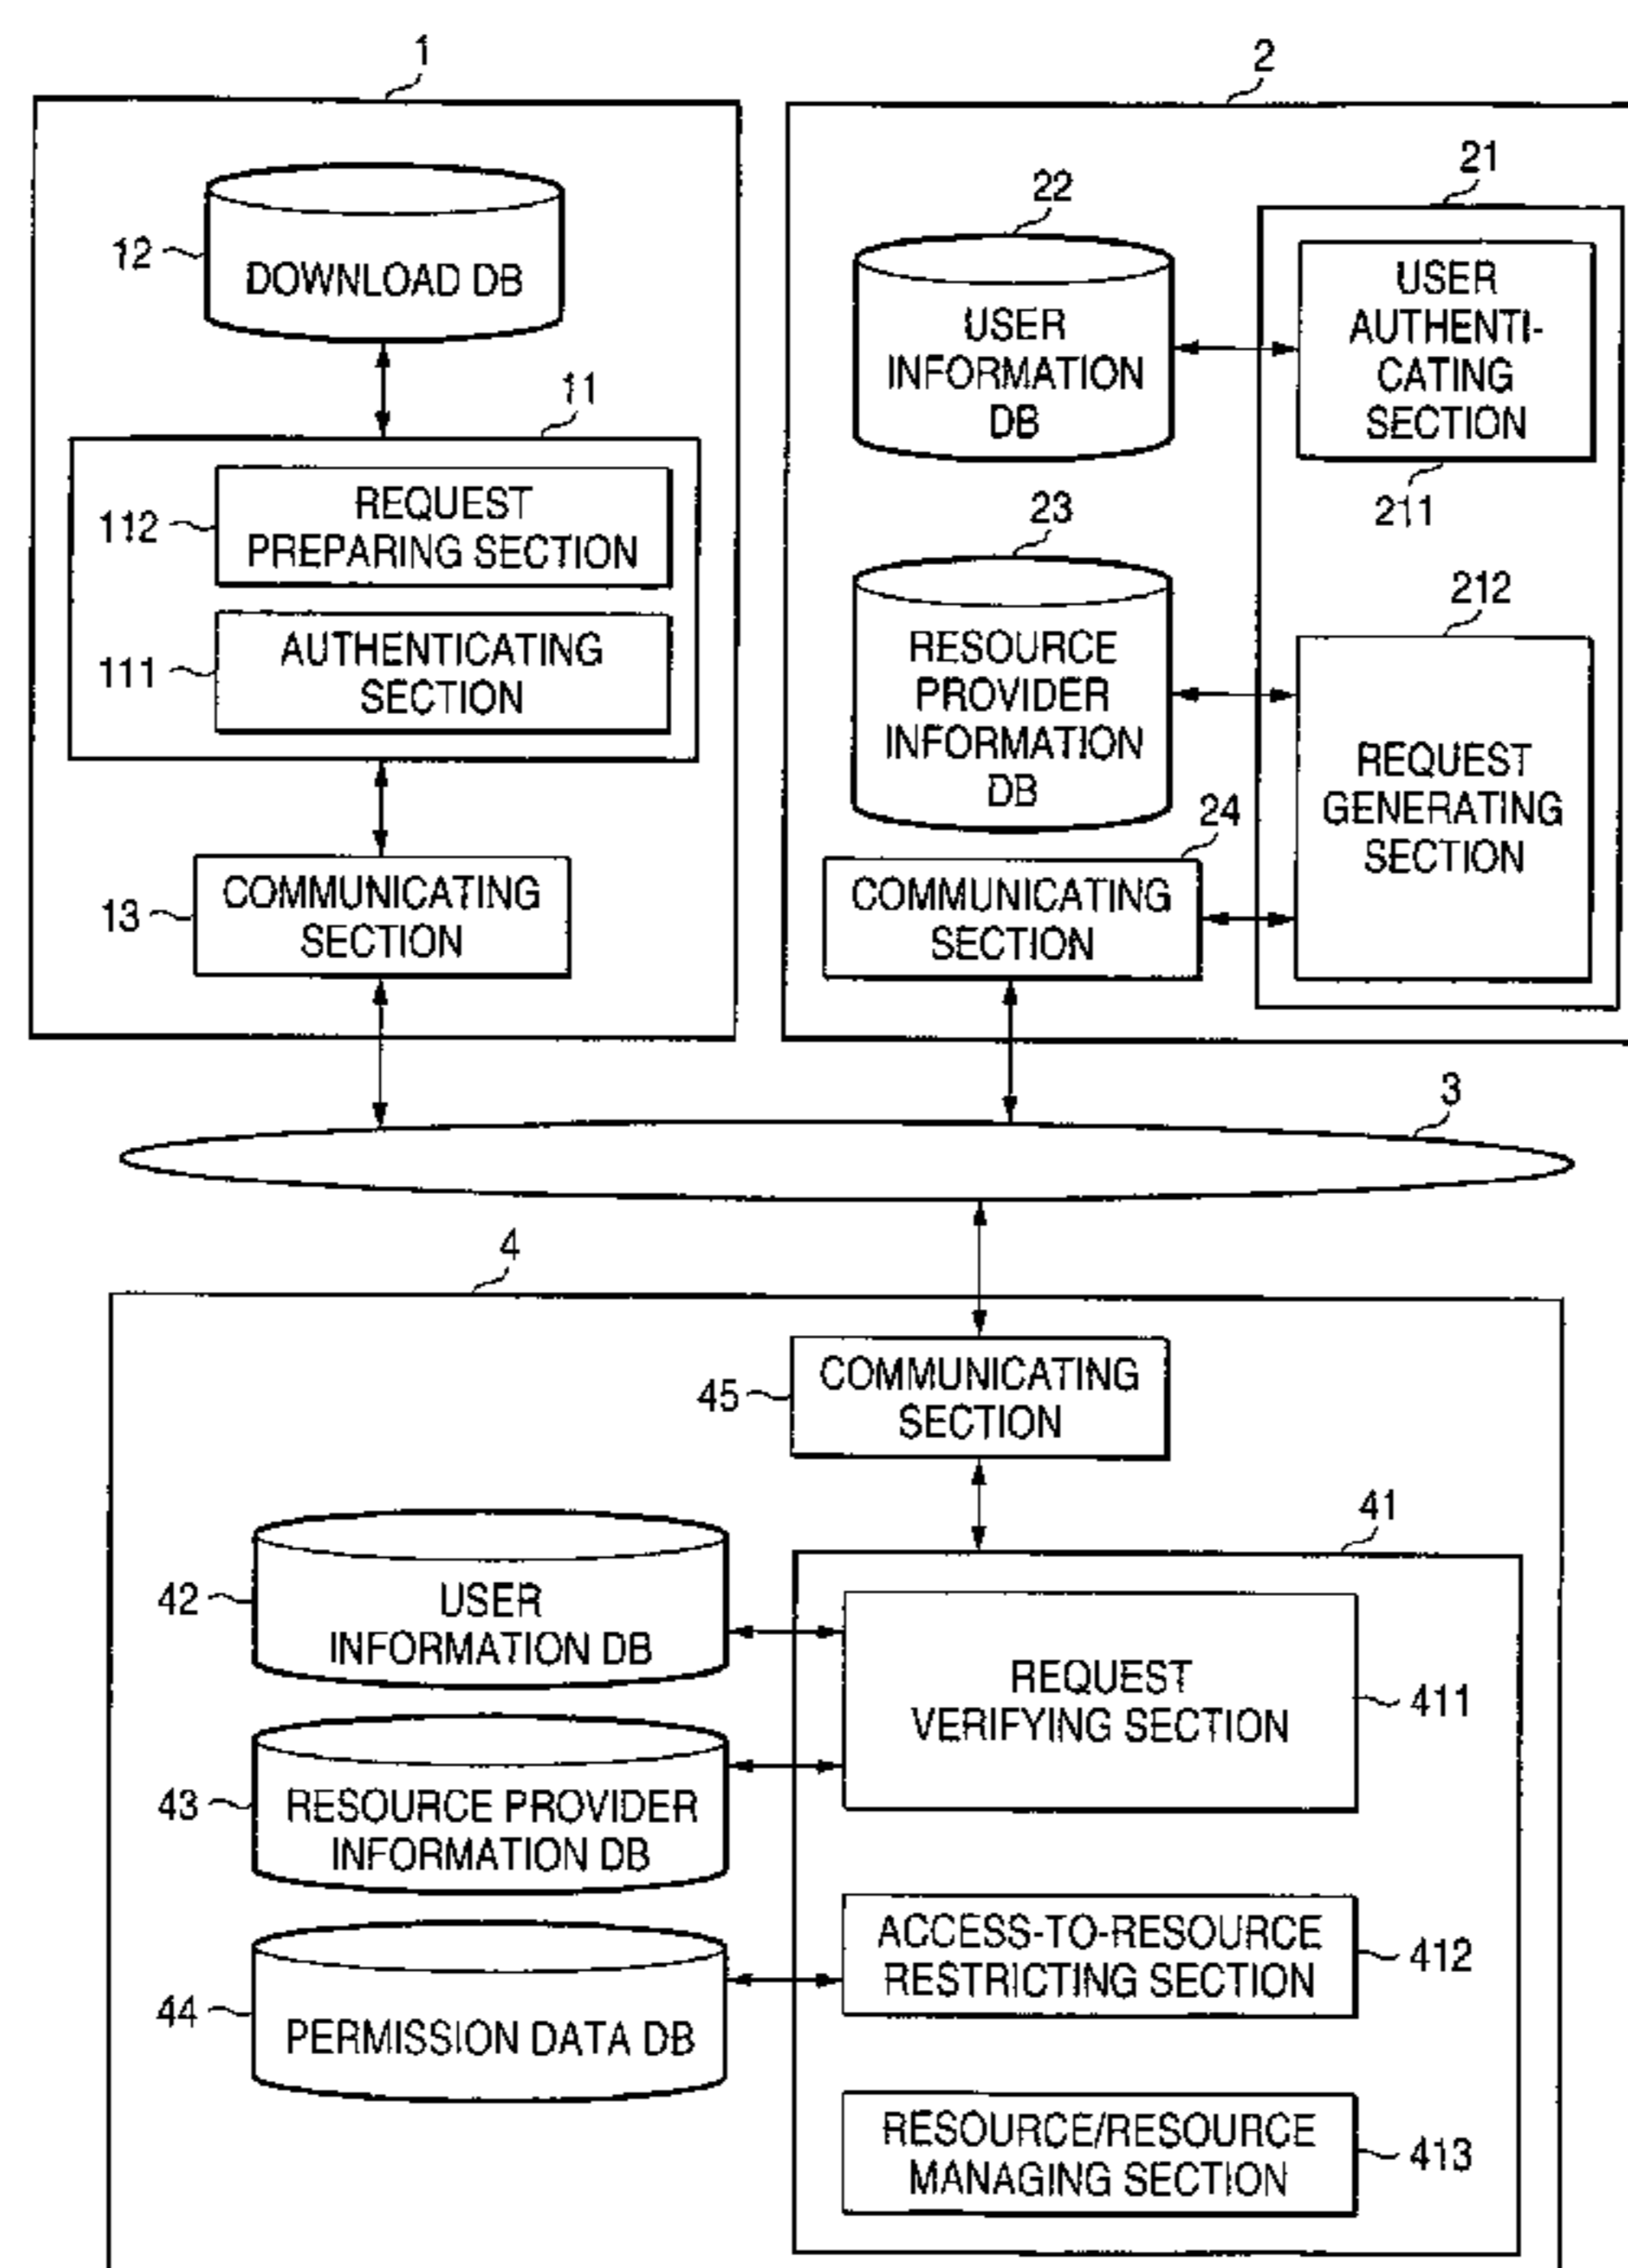 1
12
DOWNLOAD DB
11
112
REQUEST
PREPARING SECTION
111
AUTHENTICATING
SECTION
13
COMMUNICATING
SECTION
2
22
USER
INFORMATION
DB
21
USER
AUTHENTI-
CATING
SECTION
211
23
RESOURCE
PROVIDER
INFORMATION
DB
212
REQUEST
GENERATING
SECTION
24
COMMUNICATING
SECTION
3
4
45
COMMUNICATING
SECTION
41
42
USER
INFORMATION DB
REQUEST
VERIFYING SECTION
411
43
RESOURCE PROVIDER
INFORMATION DB
ACCESS-TO-RESOURCE
RESTRICTING SECTION
412
44
PERMISSION DATA DB
RESOURCE/RESOURCE
MANAGING SECTION
413